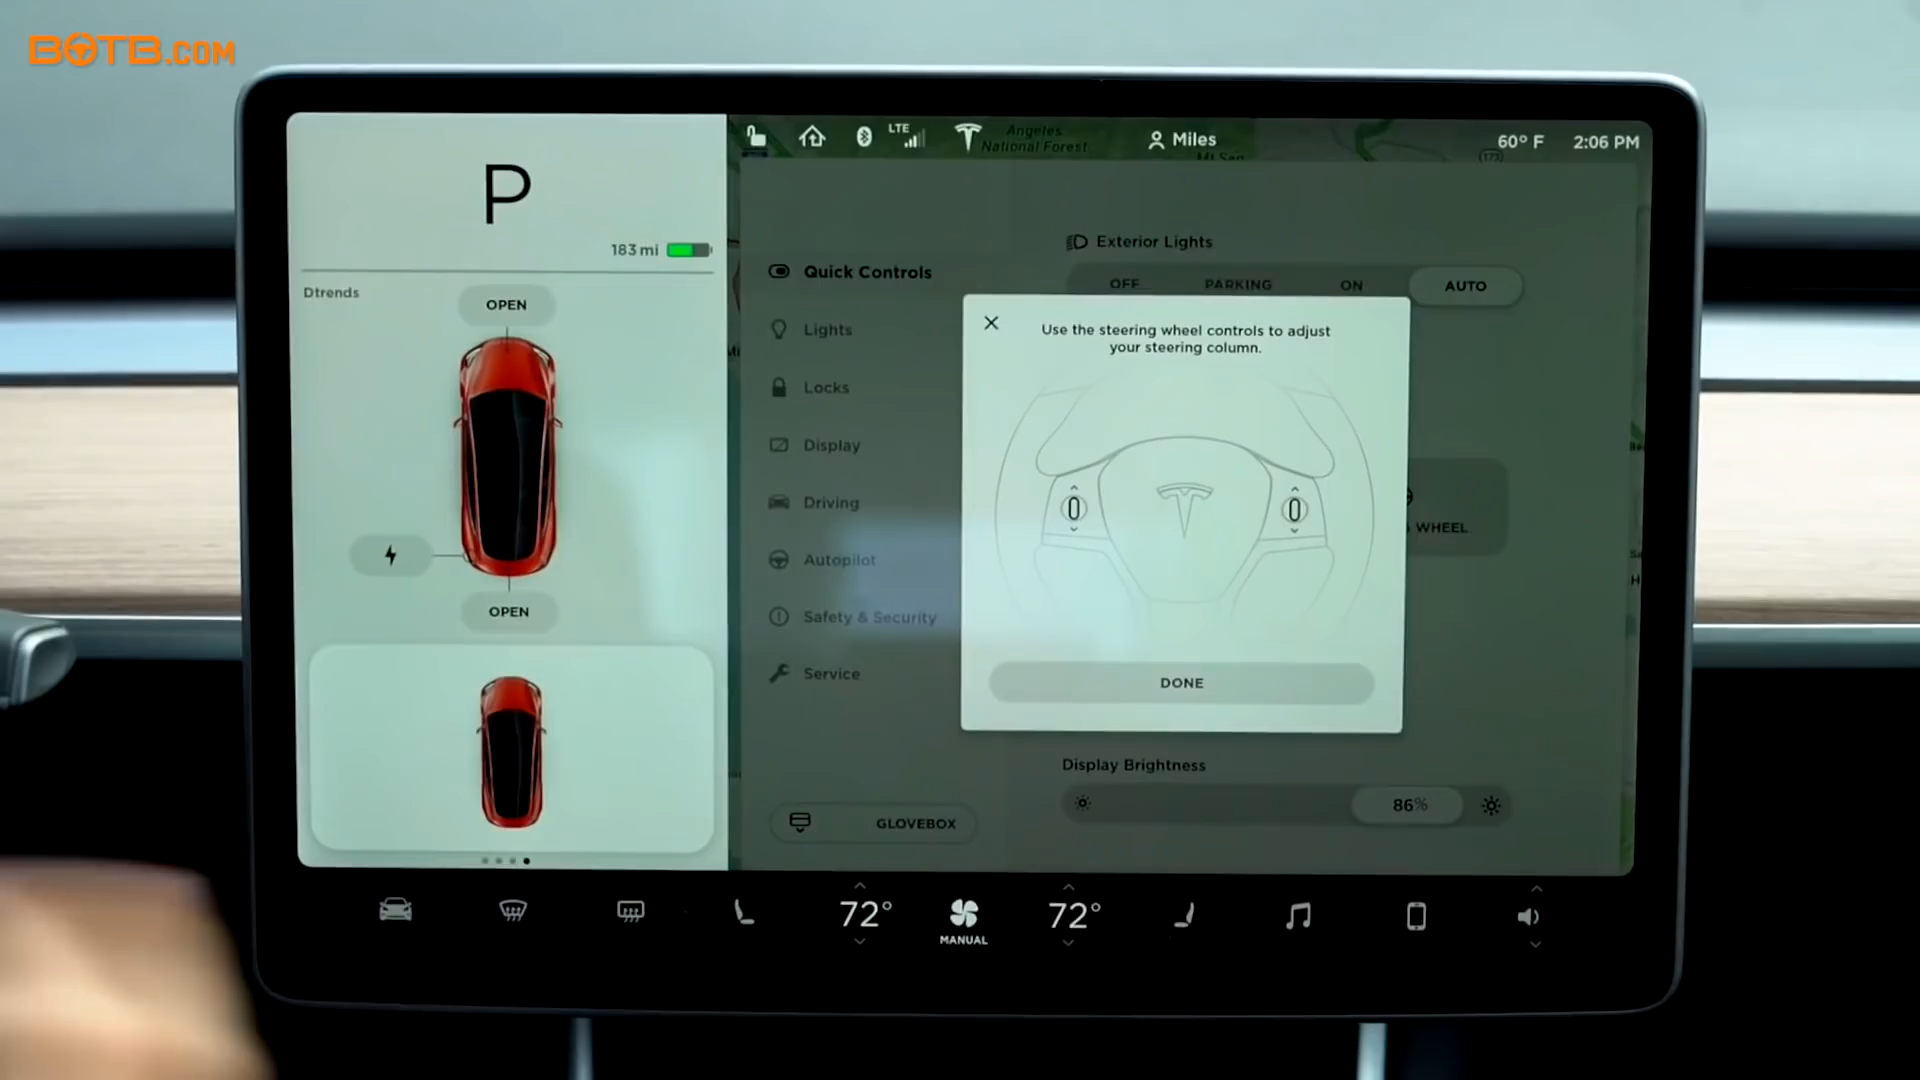 BOTB.COM
P
183 mi
Dtrends
OPEN
OPEN
LTE
Angeles
National Forest
Miles
60° F
2:06 PM
Quick Controls
Lights
Locks
Display
Driving
Autopilot
Safety & Security
Service
GLOVEBOX
Exterior Lights
OFF
PARKING
ON
AUTO
Use the steering wheel controls to adjust
your steering column.
DONE
WHEEL
Display Brightness
86%
72°
MANUAL
72°